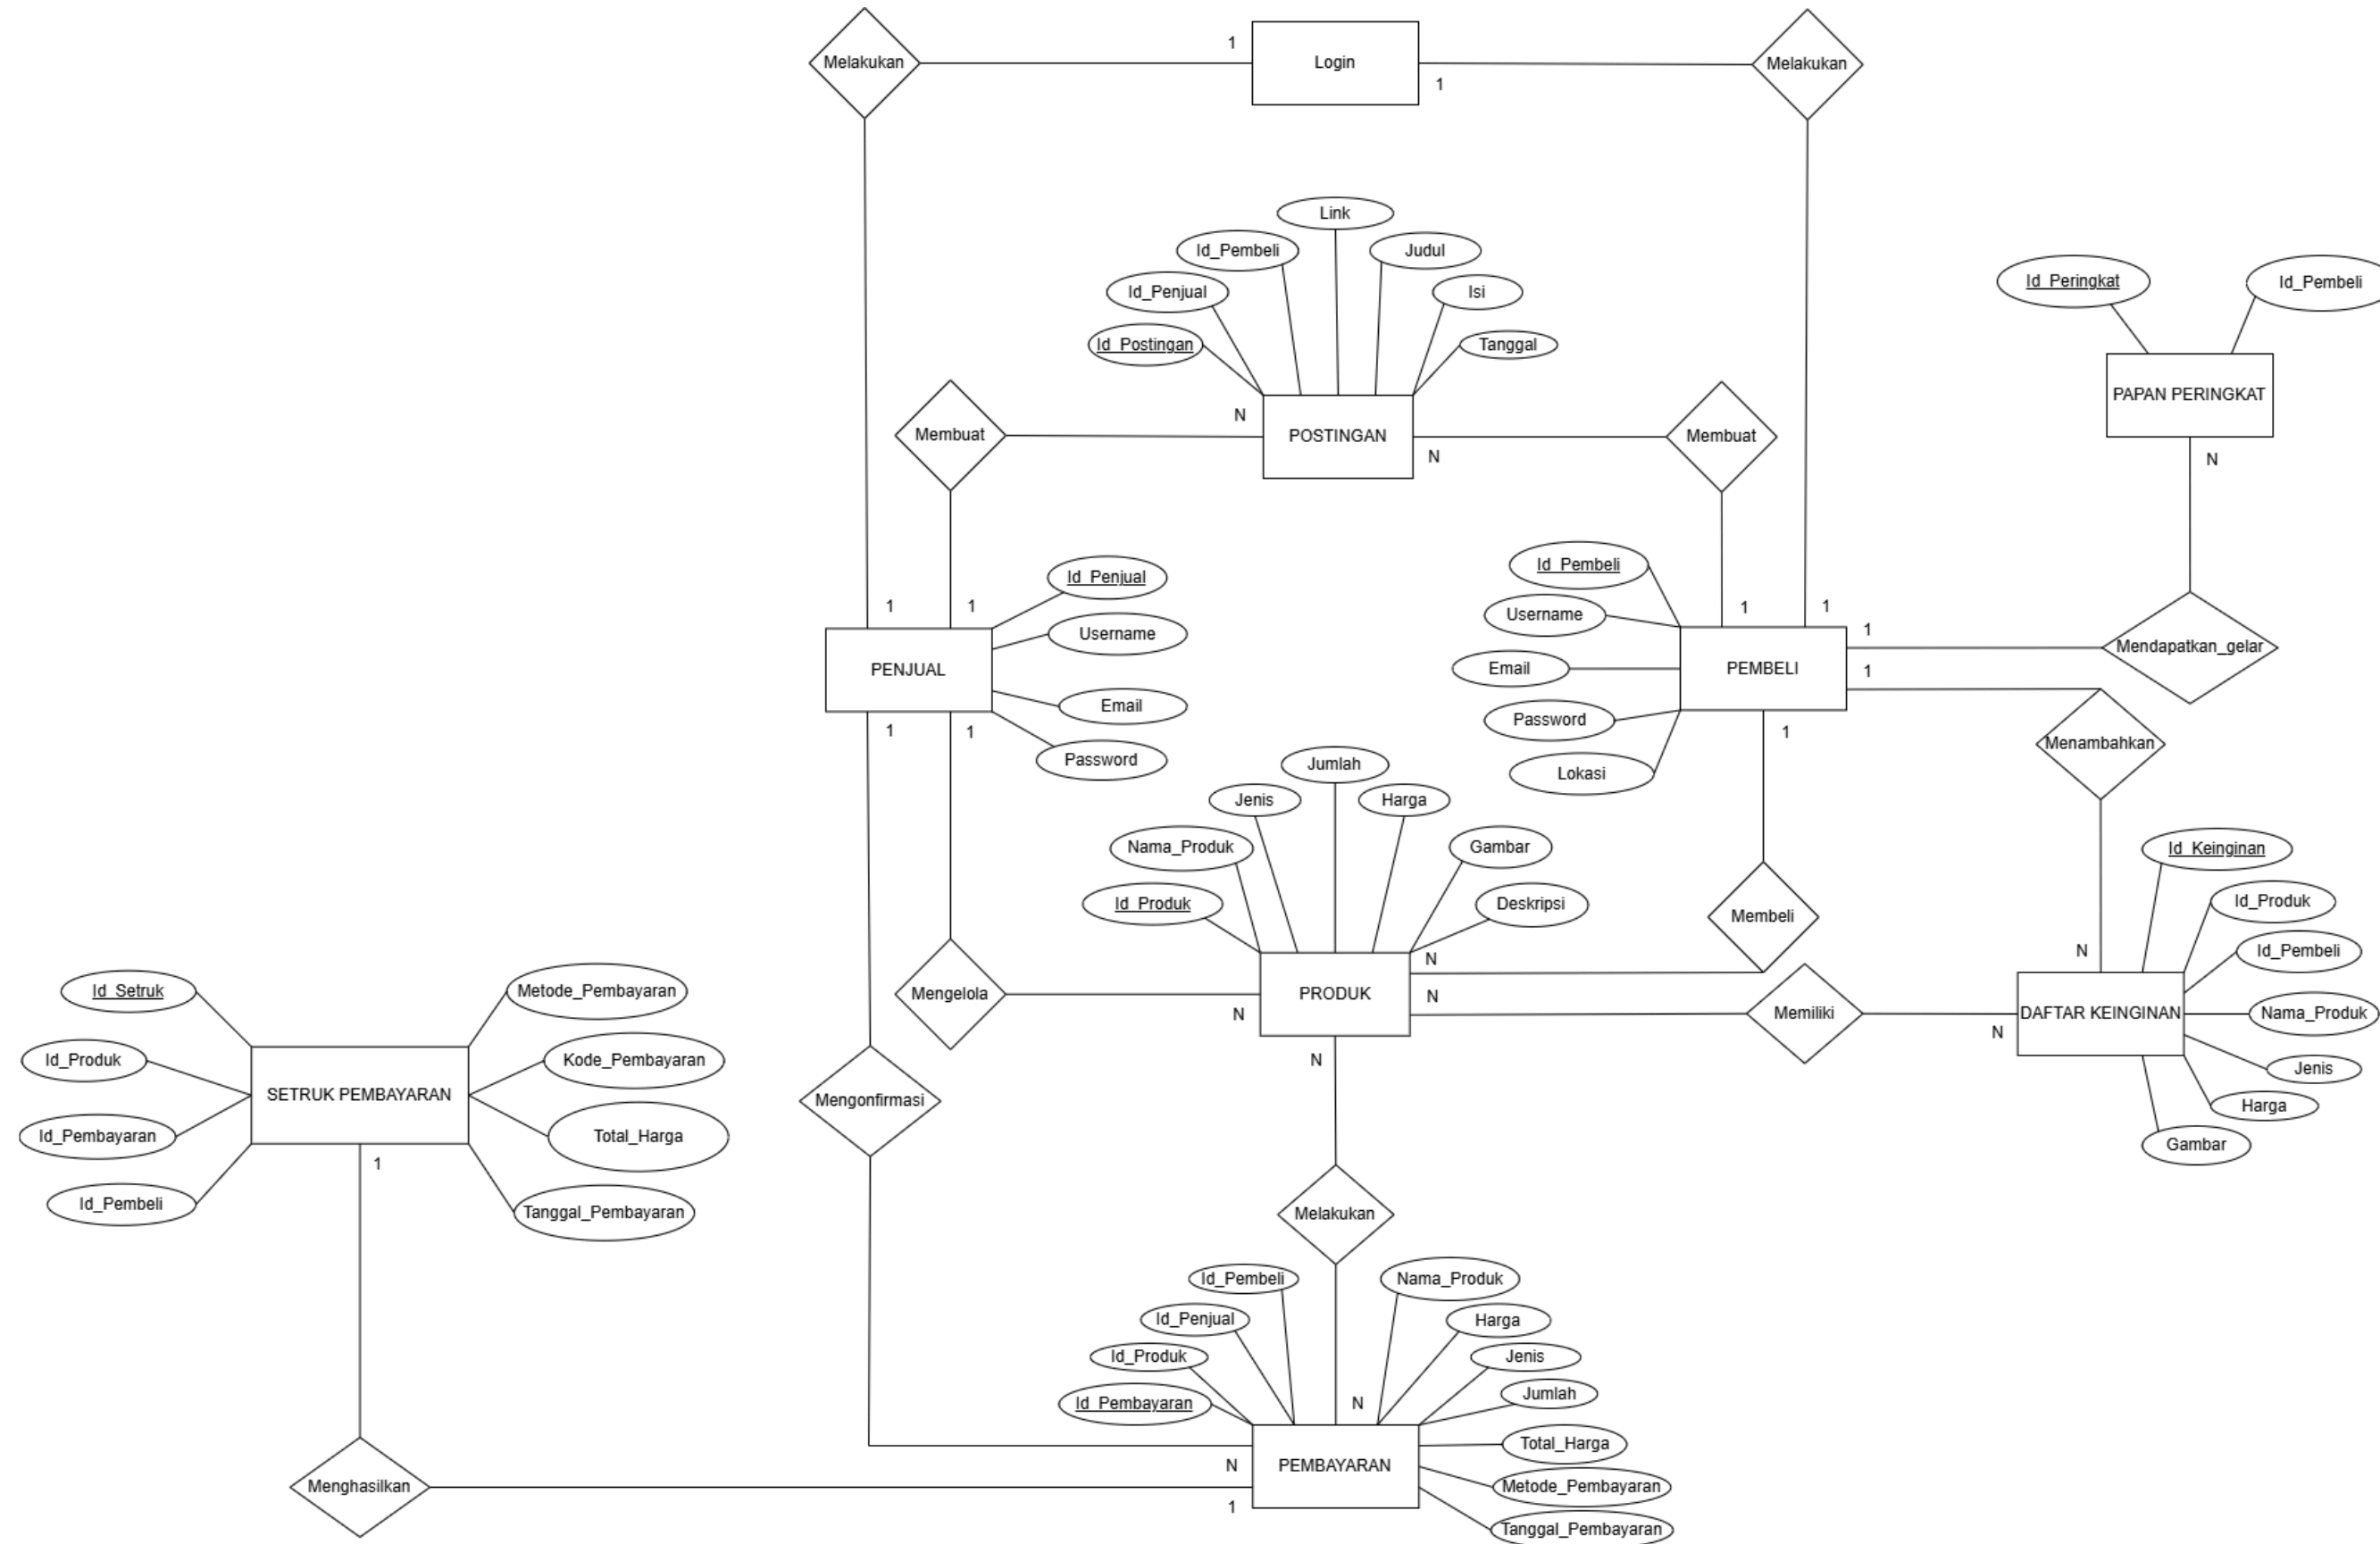 Melakukan
1
Login
1
Melakukan
Link
Id_Pembeli
Judul
Id_Penjual
Isi
Id_Postingan
Tanggal
Id_Peringkat
Id_Pembeli
PAPAN PERINGKAT
N
Membuat
N
POSTINGAN
N
Membuat
1
1
1
1
Id_Penjual
Username
Email
Password
PENJUAL
1
1
Id_Pembeli
Username
Email
Password
Lokasi
PEMBELI
1
1
1
Mendapatkan_gelar
Menambahkan
Jumlah
Jenis
Harga
Nama_Produk
Gambar
Id_Produk
Deskripsi
Membeli
N
Id_Keinginan
Id_Produk
Id_Pembeli
Nama_Produk
Jenis
Harga
Gambar
DAFTAR KEINGINAN
N
Memiliki
N
N
PRODUK
N
N
Mengelola
Mengonfirmasi
Id_Setruk
Metode_Pembayaran
Id_Produk
Kode_Pembayaran
SETRUK PEMBAYARAN
Id_Pembayaran
Total_Harga
Id_Pembeli
Tanggal_Pembayaran
1
Melakukan
Id_Pembeli
Nama_Produk
Id_Penjual
Harga
Id_Produk
Jenis
Id_Pembayaran
Jumlah
N
Total_Harga
PEMBAYARAN
Metode_Pembayaran
Tanggal_Pembayaran
N
1
Menghasilkan